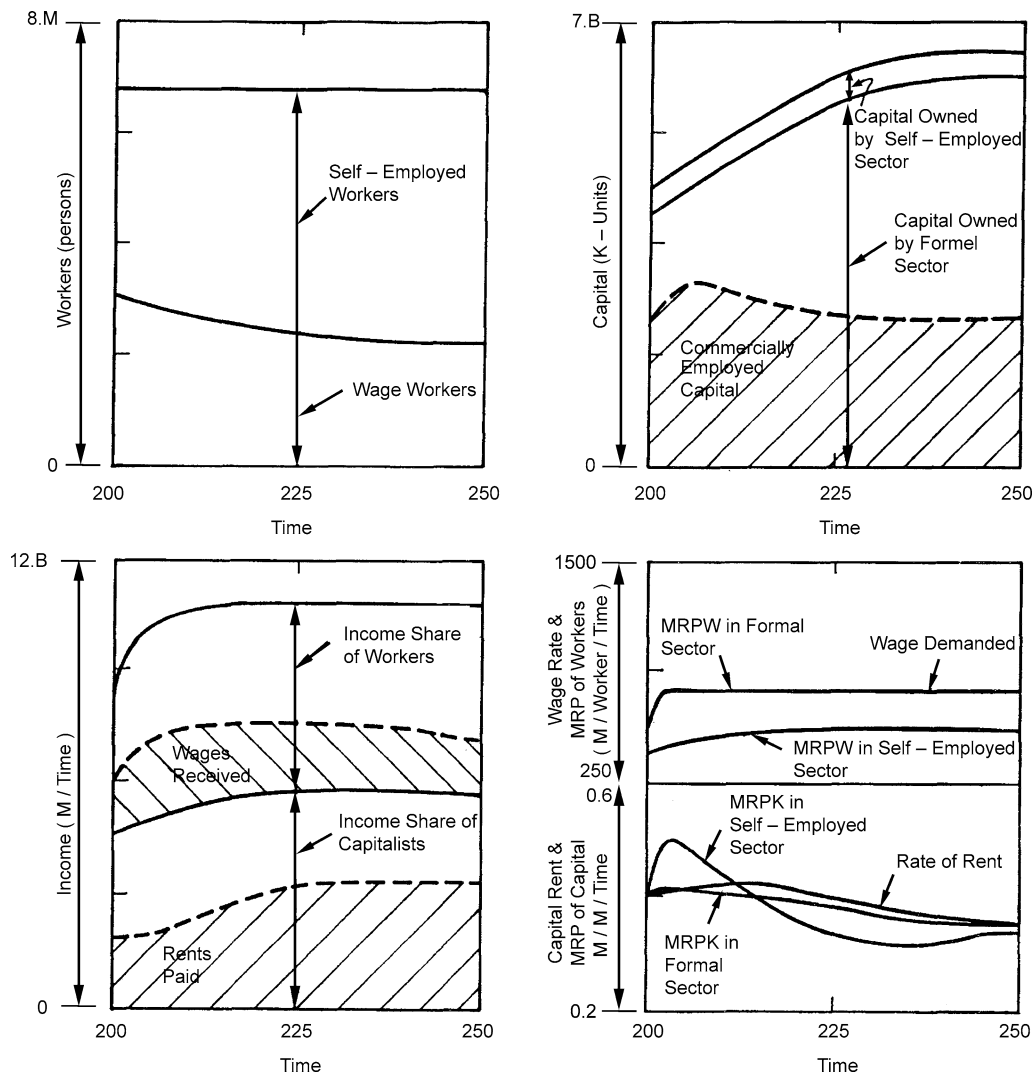 8.M
Workers (persons)
Self – Employed
Workers
Wage Workers
0
200
225
250
Time
7.B
Capital (K – Units)
Capital Owned
by Self – Employed
Sector
Capital Owned
by Formel
Sector
Commercially
Employed
Capital
0
200
225
250
Time
12.B
Income ( M / Time)
Income Share
of Workers
Wages
Received
Income Share of
Capitalists
Rents
Paid
0
200
225
250
Time
1500
Wage Rate &
MRP of Workers
( M / Worker / Time )
MRPW in Formal
Sector
Wage Demanded
MRPW in Self – Employed
Sector
250
0.6
Capital Rent &
MRP of Capital
M / M / Time
MRPK in
Self – Employed
Sector
Rate of Rent
MRPK in
Formal
Sector
0.2
200
225
250
Time